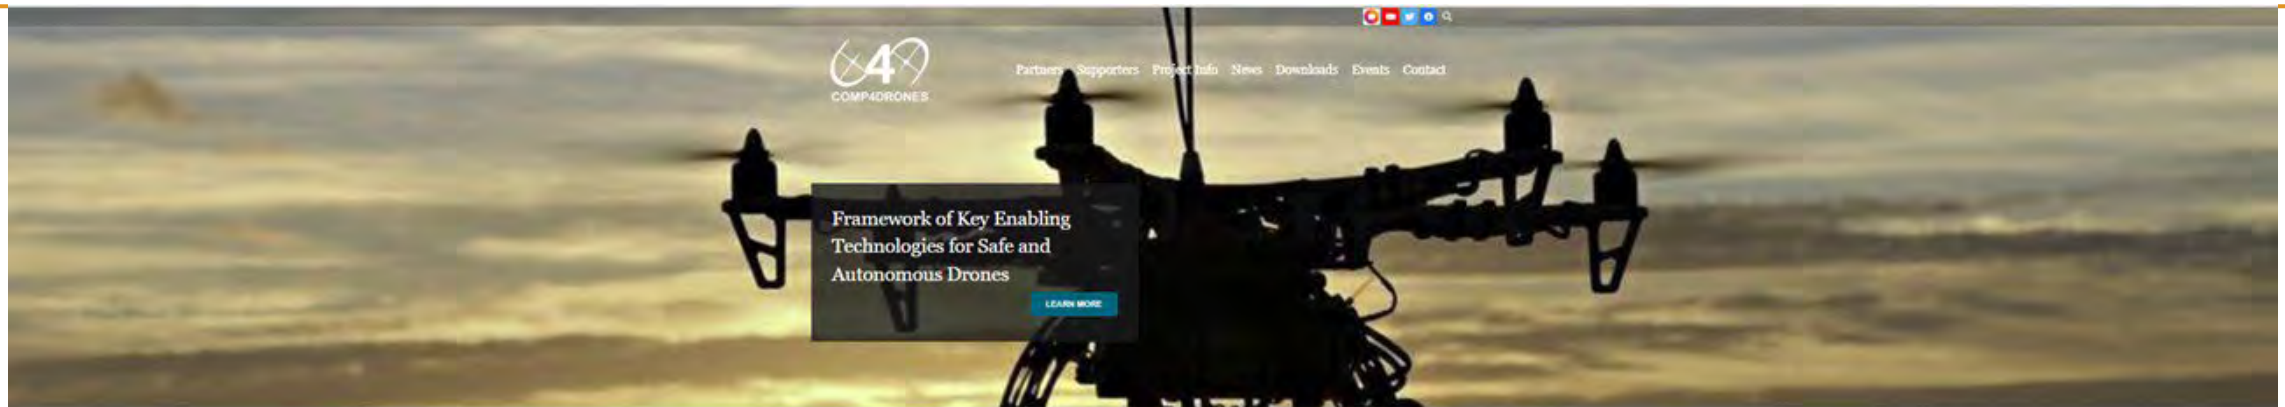 C4D
COMP4DRONES
Partners Supporters Project Info News Downloads Events Contact
Framework of Key Enabling
Technologies for Safe and
Autonomous Drones
LEARN MORE